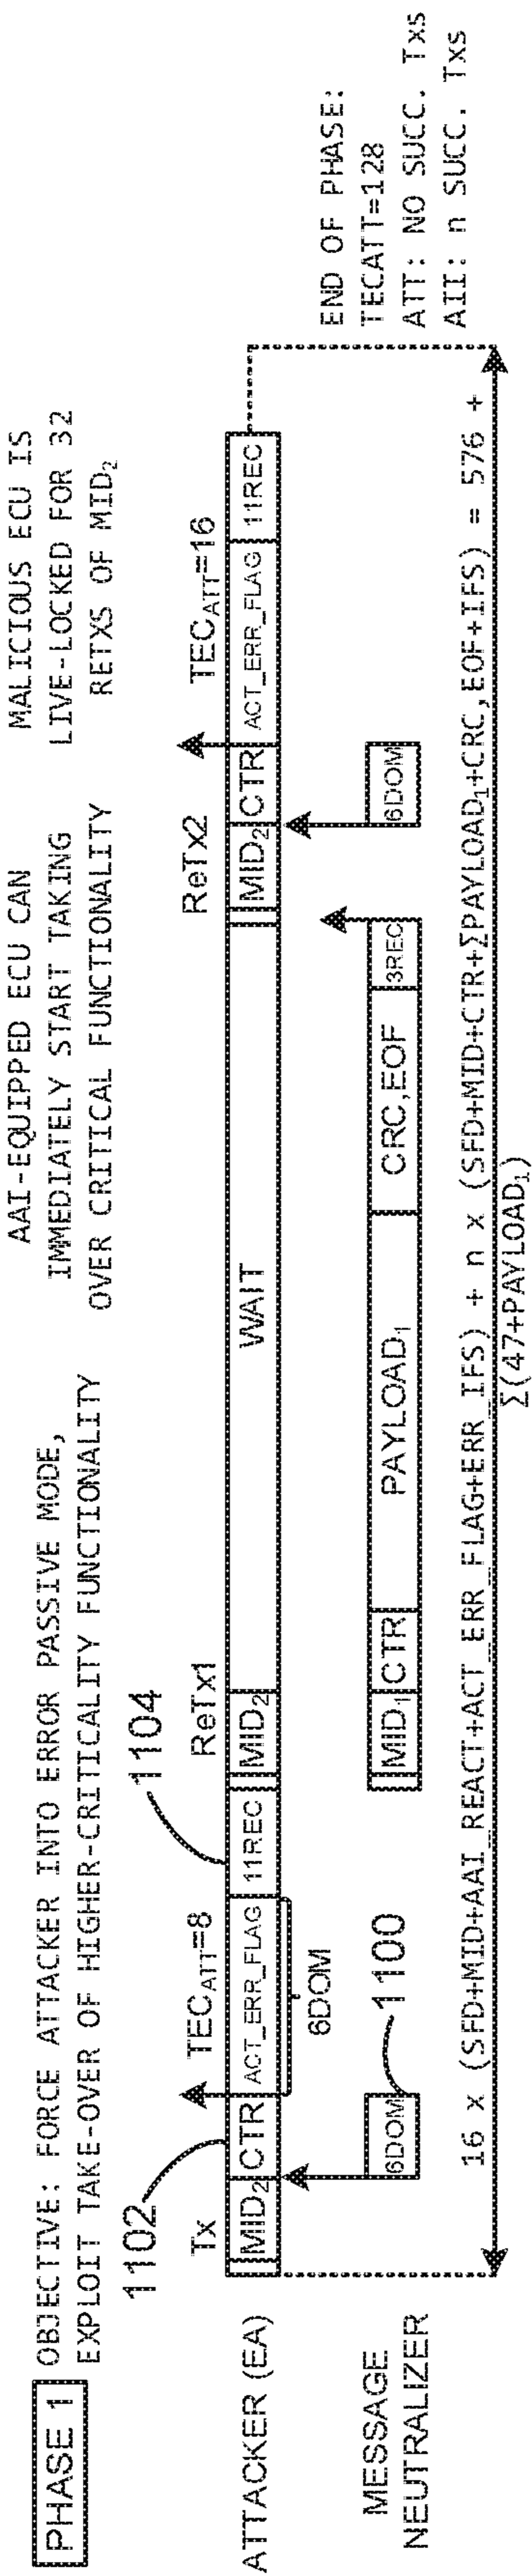 PHASE 1
OBJECTIVE: FORCE ATTACKER INTO ERROR PASSIVE MODE,
EXPLOIT TAKE-OVER OF HIGHER-CRITICALITY FUNCTIONALITY
AAI-EQUIPPED ECU CAN
IMMEDIATELY START TAKING
OVER CRITICAL FUNCTIONALITY
MALICIOUS ECU IS
LIVE-LOCKED FOR 32
RETXS OF MID₂
1102
1104
Tx
TEC_ATT=8
ReTx1
ReTx2
TEC_ATT=16
ATTACKER (EA)
MID₂ CTR ACT_ERR_FLAG 11REC MID₂ WAIT MID₂ CTR ACT_ERR_FLAG 11REC
6DOM
1100
MESSAGE
NEUTRALIZER
6DOM MID₁ CTR PAYLOAD₁ CRC,EOF 3REC 6DOM
END OF PHASE:
TECATT=128
ATT: NO SUCC. Txs
AII: n SUCC. Txs
16 x (SFD+MID+AAI_REACT+ACT_ERR_FLAG+ERR_IFS) + n x (SFD+MID+CTR+ΣPAYLOAD₁+CRC,EOF+IFS) = 576 +
Σ(47+PAYLOAD₁)